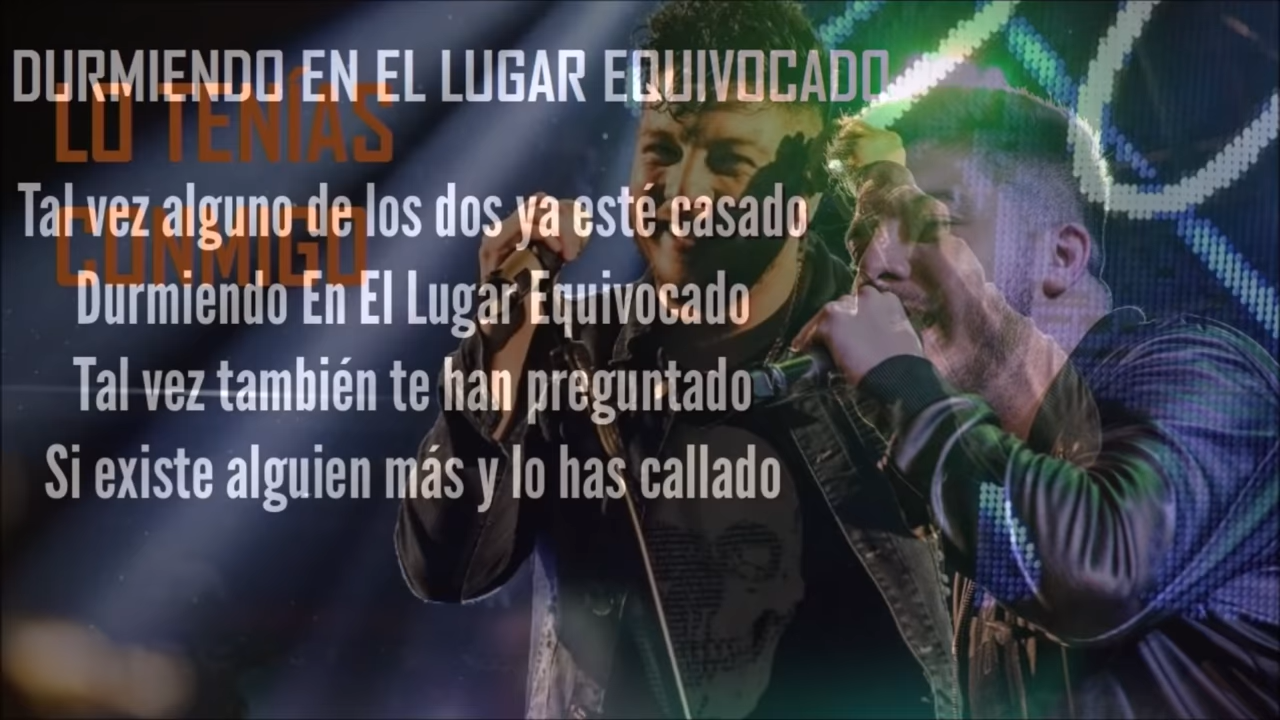 DURMIENDO EN EL LUGAR EQUIVOCADO
LO TENÍAS
CONMIGO
Tal vez alguno de los dos ya esté casado
Durmiendo En El Lugar Equivocado
Tal vez también te han preguntado
Si existe alguien más y lo has callado